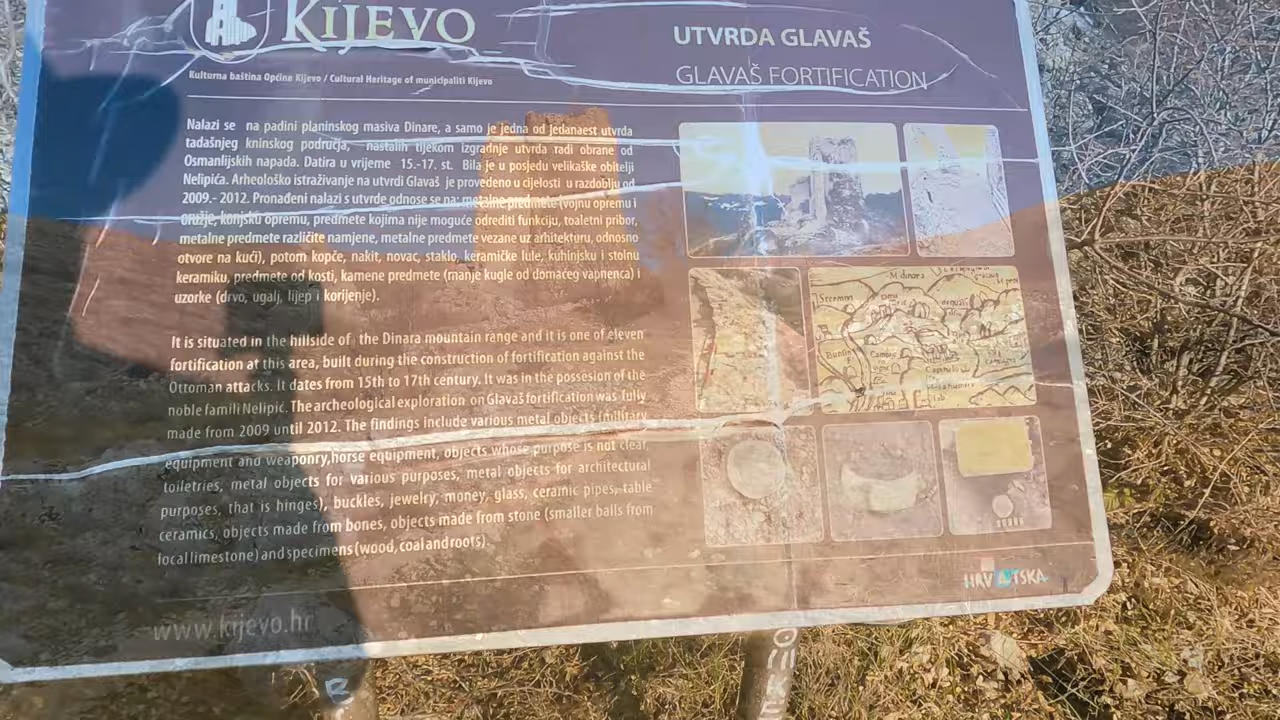 KIJEVO
Kulturna baština Općine Kijevo / Cultural Heritage of municipaliti Kijevo
UTVRDA GLAVAŠ
GLAVAŠ FORTIFICATION
Nalazi se na padini planinskog masiva Dinare, a samo je jedna od jedanaest utvrda
tadašnjeg kninskog područja, nastalih tijekom izgradnje utvrda radi obrane od
Osmanlijskih napada. Datira u vrijeme 15.-17. st. Bila je u posjedu velikaške obitelji
Nelipića. Arheološko istraživanje na utvrdi Glavaš je provedeno u cijelosti u razdoblju od
2009.- 2012. Pronađeni nalazi s utvrde odnose se na: metalne predmete (vojnu opremu i
oružje, konjsku opremu, predmete kojima nije moguće odrediti funkciju, toaletni pribor,
metalne predmete različite namjene, metalne predmete vezane uz arhitekturu, odnosno
otvore na kući), potom kopče, nakit, novac, staklo, keramičke lule, kuhinjsku i stolnu
keramiku, predmete od kosti, kamene predmete (manje kugle od domaćeg vapnenca) i
uzorke (drvo, ugalj, lijep i korijenje).
It is situated in the hillside of the Dinara mountain range and it is one of eleven
fortification at this area, built during the construction of fortification against the
Ottoman attacks. It dates from 15th to 17th century. It was in the possesion of the
noble famili Nelipic. The archeological exploration on Glavaš fortification was fully
made from 2009 until 2012. The findings include various metal objects (military
equipment and weaponry,horse equipment, objects whose purpose is not clear,
toiletries, metal objects for various purposes, metal objects for architectural
purposes, that is hinges), buckles, jewelry, money, glass, ceramic pipes, table
ceramics, objects made from bones, objects made from stone (smaller balls from
local limestone) and specimens (wood, coal and roots).
M dinara
HRVATSKA
www.kijevo.hr
R